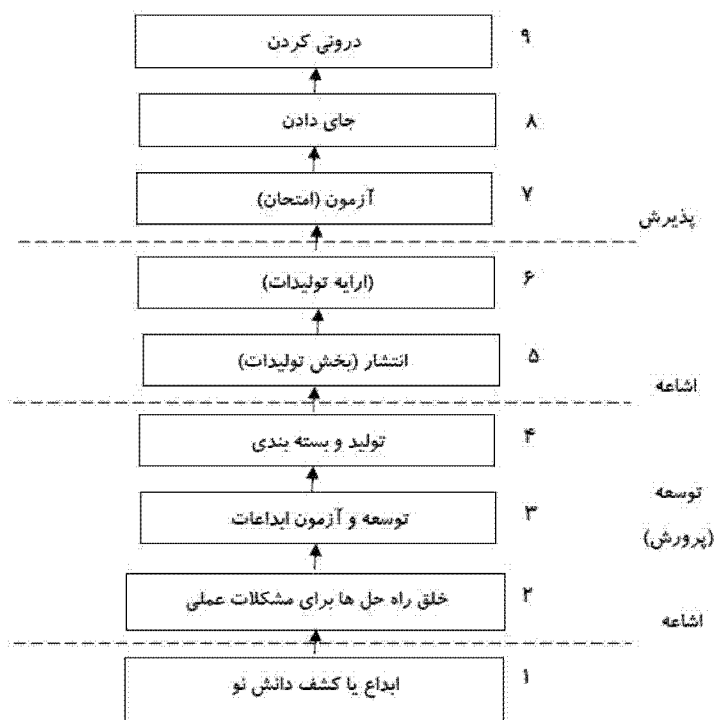 درونی کردن ۹
جای دادن ۸
آزمون (امتحان) ۷
پذیرش
(ارایه تولیدات) ۶
انتشار (بخش تولیدات) ۵
اشاعه
تولید و بسته بندی ۴
توسعه
توسعه و آزمون ابداعات ۳
(پرورش)
خلق راه حل ها برای مشکلات عملی ۲
اشاعه
ابداع یا کشف دانش نو ۱